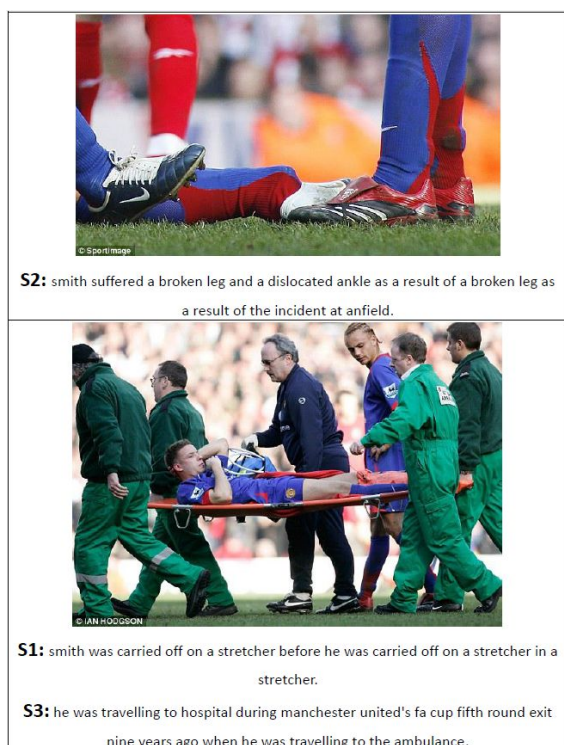 © Sportimage
S2: smith suffered a broken leg and a dislocated ankle as a result of a broken leg as
a result of the incident at anfield.
© IAN HODGSON
S1: smith was carried off on a stretcher before he was carried off on a stretcher in a
stretcher.
S3: he was travelling to hospital during manchester united's fa cup fifth round exit
nine years ago when he was travelling to the ambulance.